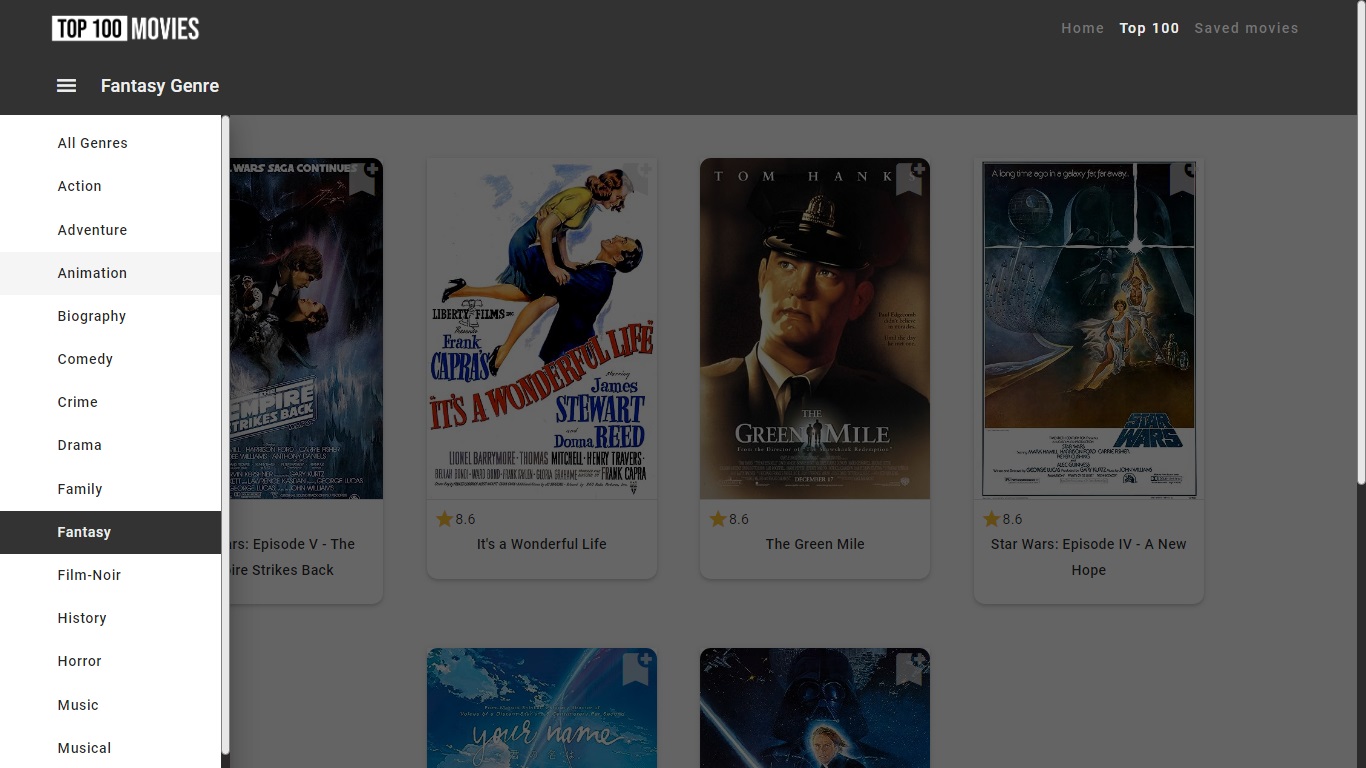 TOP 100 MOVIES
Home Top 100 Saved movies
Fantasy Genre
All Genres
Action
Adventure
Animation
Biography
Comedy
Crime
Drama
Family
Fantasy
Film-Noir
History
Horror
Music
Musical
WARS SAGA CONTINUES
EMPIRE
STRIKES BACK
rs: Episode V - The
ire Strikes Back
LIBERTY FILMS
Presents
Frank
CAPRA'S
IT'S A WONDERFUL LIFE
starring
James
STEWART
and
Donna REED
LIONEL BARRYMORE · THOMAS MITCHELL · HENRY TRAVERS
FRANK CAPRA
8.6
It's a Wonderful Life
TOM HANKS
THE
GREEN MILE
DECEMBER 17
8.6
The Green Mile
A long time ago in a galaxy far, far away...
STAR
WARS
8.6
Star Wars: Episode IV - A New
Hope
your name